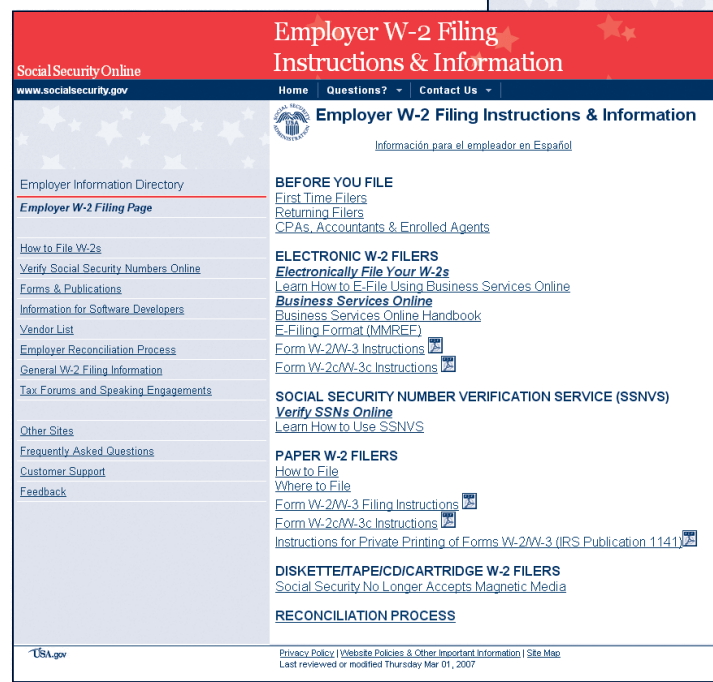 Employer W-2 Filing
Instructions & Information
Social Security Online
www.socialsecurity.gov
Home Questions? Contact Us
SOCIAL SECURITY ADMINISTRATION
USA
Employer W-2 Filing Instructions & Information
Información para el empleador en Español
Employer Information Directory
Employer W-2 Filing Page
How to File W-2s
Verify Social Security Numbers Online
Forms & Publications
Information for Software Developers
Vendor List
Employer Reconciliation Process
General W-2 Filing Information
Tax Forums and Speaking Engagements
Other Sites
Frequently Asked Questions
Customer Support
Feedback
BEFORE YOU FILE
First Time Filers
Returning Filers
CPAs, Accountants & Enrolled Agents
ELECTRONIC W-2 FILERS
Electronically File Your W-2s
Learn How to E-File Using Business Services Online
Business Services Online
Business Services Online Handbook
E-Filing Format (MMREF)
Form W-2/W-3 Instructions
Form W-2c/W-3c Instructions
SOCIAL SECURITY NUMBER VERIFICATION SERVICE (SSNVS)
Verify SSNs Online
Learn How to Use SSNVS
PAPER W-2 FILERS
How to File
Where to File
Form W-2/W-3 Filing Instructions
Form W-2c/W-3c Instructions
Instructions for Private Printing of Forms W-2/W-3 (IRS Publication 1141)
DISKETTE/TAPE/CD/CARTRIDGE W-2 FILERS
Social Security No Longer Accepts Magnetic Media
RECONCILIATION PROCESS
USA.gov
Privacy Policy | Website Policies & Other Important Information | Site Map
Last reviewed or modified Thursday Mar 01, 2007